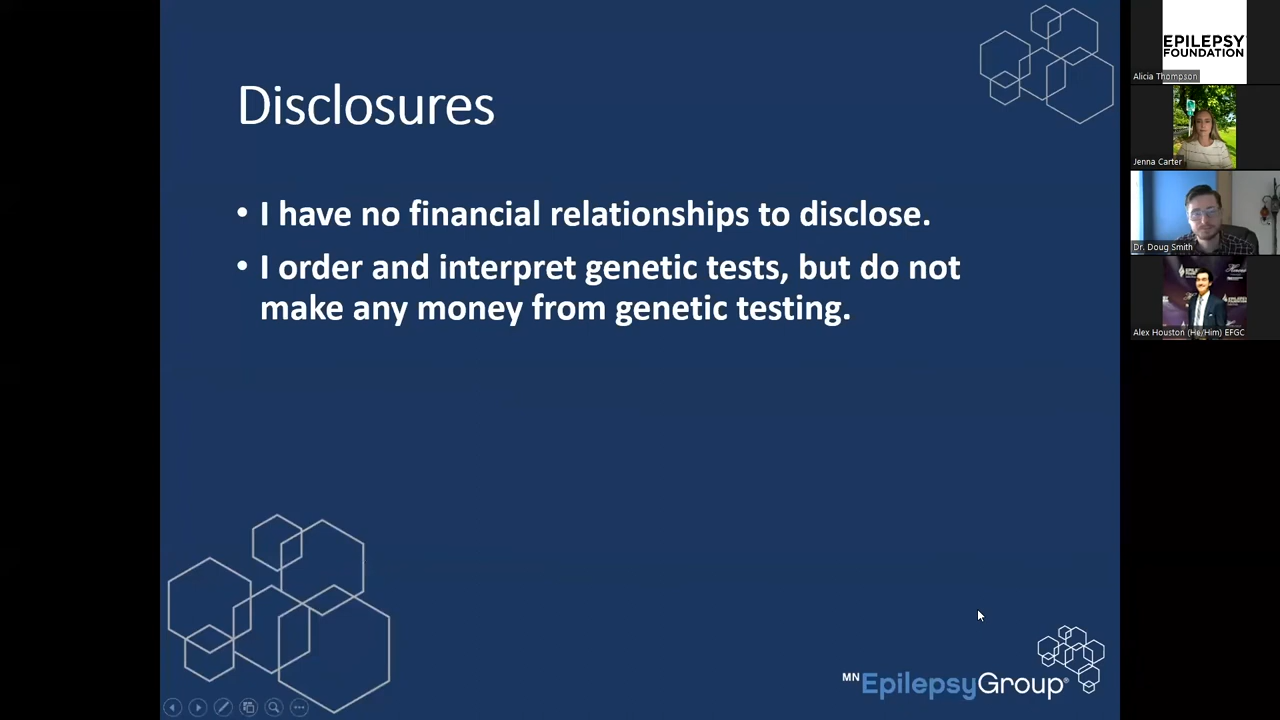 Disclosures
• I have no financial relationships to disclose.
• I order and interpret genetic tests, but do not
make any money from genetic testing.
MN EpilepsyGroup®
EPILEPSY
FOUNDATION
Alicia Thompson
Jenna Carter
Dr. Doug Smith
Alex Houston (He/Him) EFGC